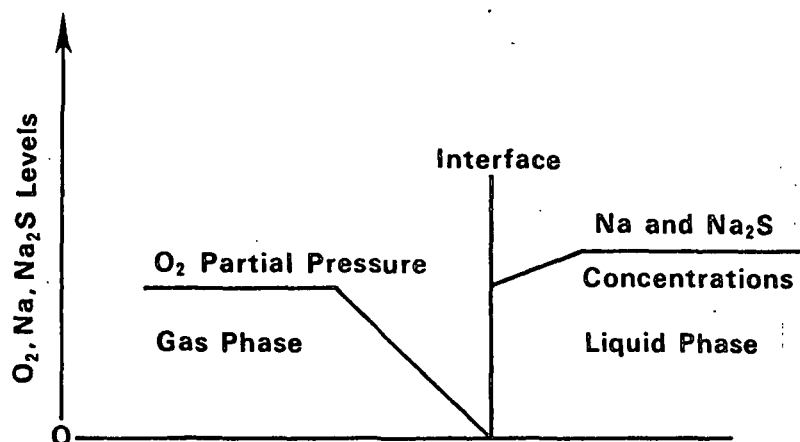 O₂, Na, Na₂S Levels
Interface
Na and Na₂S
O₂ Partial Pressure
Concentrations
Gas Phase
Liquid Phase
O